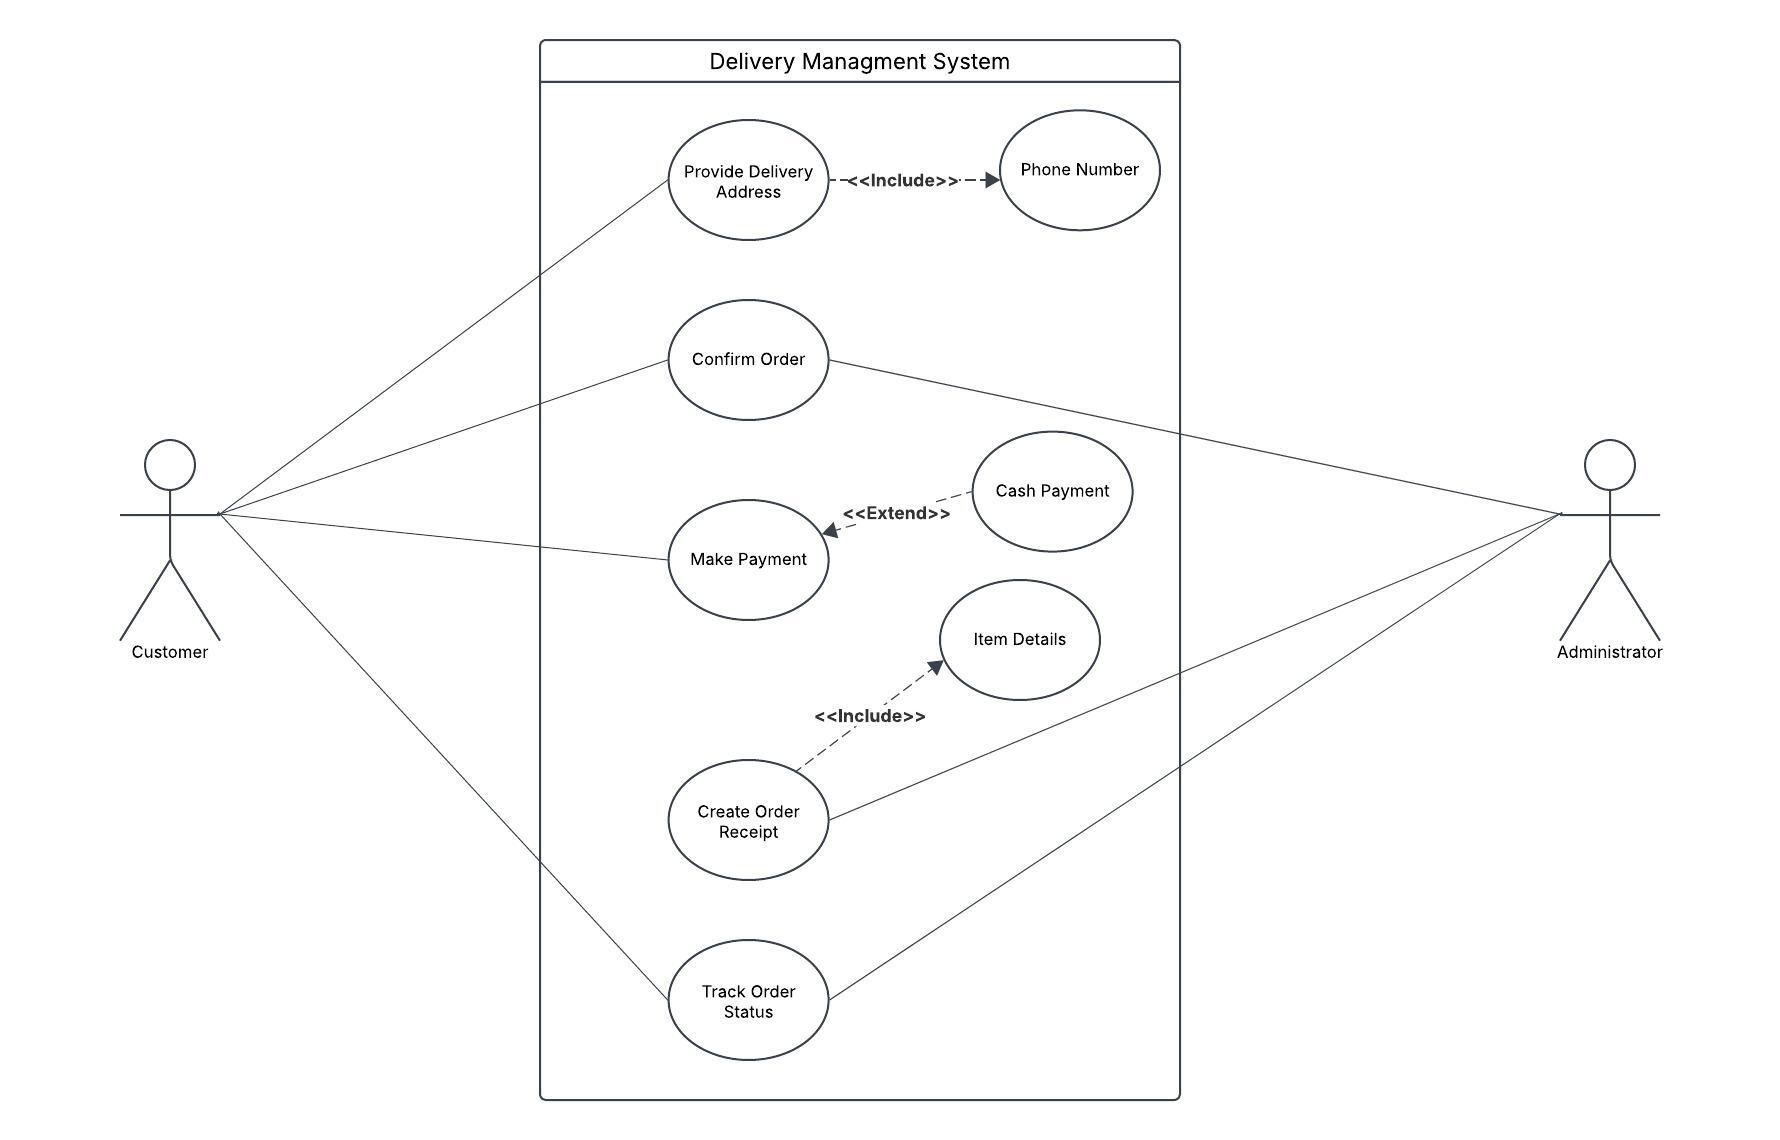 Delivery Managment System
Provide Delivery
Address
<<Include>>
Phone Number
Confirm Order
Cash Payment
<<Extend>>
Make Payment
Item Details
<<Include>>
Create Order
Receipt
Track Order
Status
Customer
Administrator